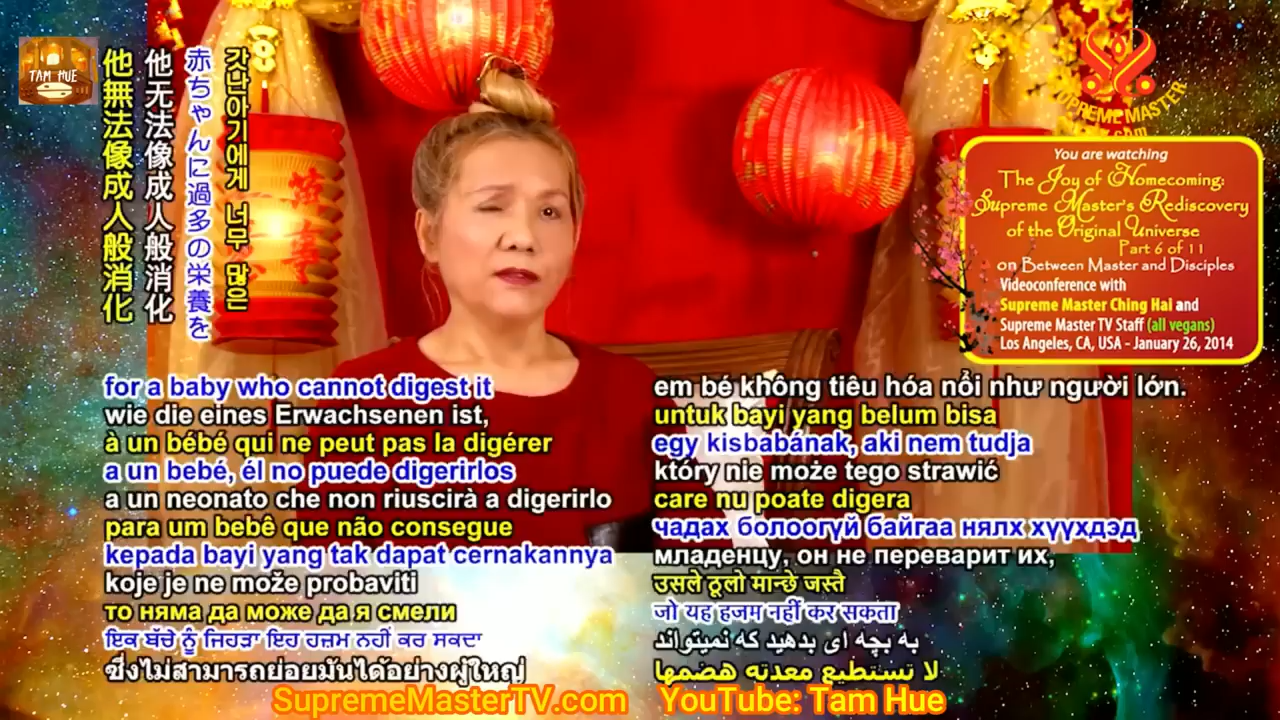 TAM HUE
他無法像成人般消化
他无法像成人般消化
赤ちゃんに過多の栄養を
갓난아기에게 너무 많은
SUPREME MASTER
You are watching
The Joy of Homecoming:
Supreme Master's Rediscovery
of the Original Universe
Part 6 of 11
on Between Master and Disciples
Videoconference with
Supreme Master Ching Hai and
Supreme Master TV Staff (all vegans)
Los Angeles, CA, USA - January 26, 2014
for a baby who cannot digest it
wie die eines Erwachsenen ist,
à un bébé qui ne peut pas la digérer
a un bebé, él no puede digerirlos
a un neonato che non riuscirà a digerirlo
para um bebê que não consegue
kepada bayi yang tak dapat cernakannya
koje je ne može probaviti
то няма да може да я смели
ਇਕ ਬੱਚੇ ਨੂੰ ਜਿਹੜਾ ਇਹ ਹਜ਼ਮ ਨਹੀਂ ਕਰ ਸਕਦਾ
ซึ่งไม่สามารถย่อยมันได้อย่างผู้ใหญ่
em bé không tiêu hóa nổi như người lớn.
untuk bayi yang belum bisa
egy kisbabának, aki nem tudja
który nie może tego strawić
care nu poate digera
чадах болоогүй байгаа нялх хүүхдэд
младенцу, он не переварит их,
उसले ठूलो मान्छे जस्तै
जो यह हजम नहीं कर सकता
به بچه ای بدهید که نمیتواند
لا تستطيع معدته هضمها
SupremeMasterTV.com
YouTube: Tam Hue